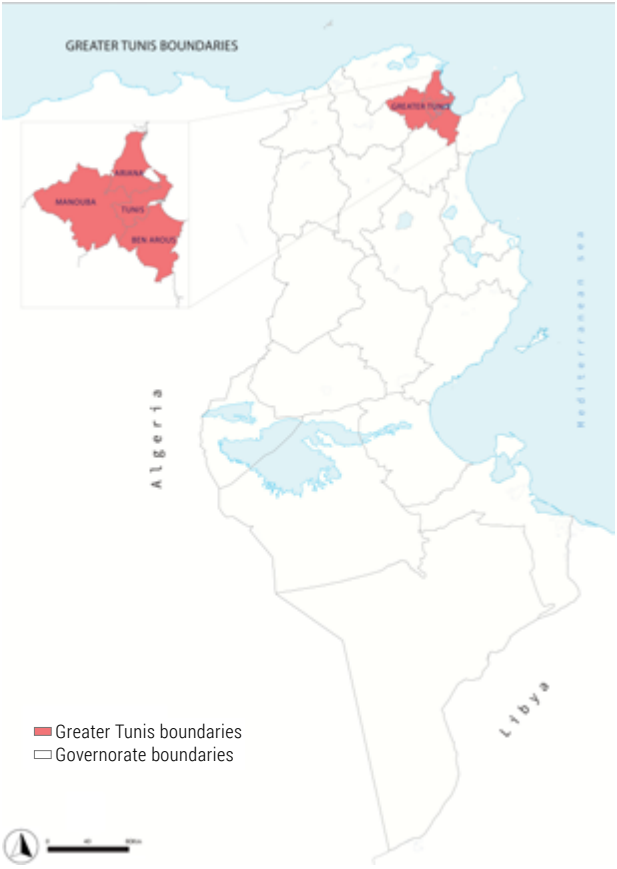 GREATER TUNIS BOUNDARIES
GREATER TUNIS
ARIANA
MANOUBA
TUNIS
BEN AROUS
Mediterranean sea
Algeria
Libya
Greater Tunis boundaries
Governorate boundaries
0